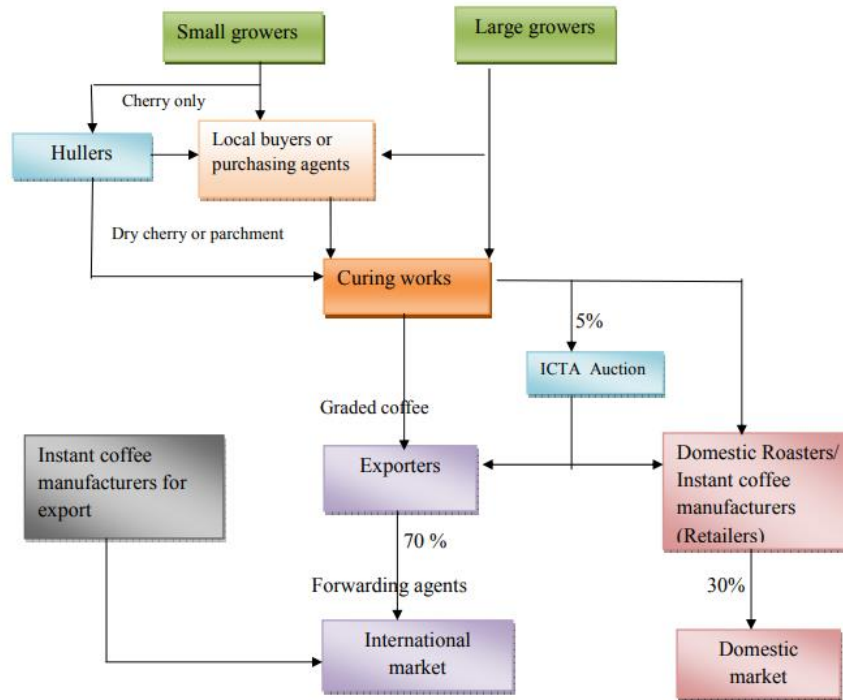 Small growers
Large growers
Cherry only
Hullers
Local buyers or
purchasing agents
Dry cherry or parchment
Curing works
5%
ICTA Auction
Graded coffee
Instant coffee
manufacturers for
export
Exporters
Domestic Roasters/
Instant coffee
manufacturers
(Retailers)
70 %
Forwarding agents
30%
International
market
Domestic
market